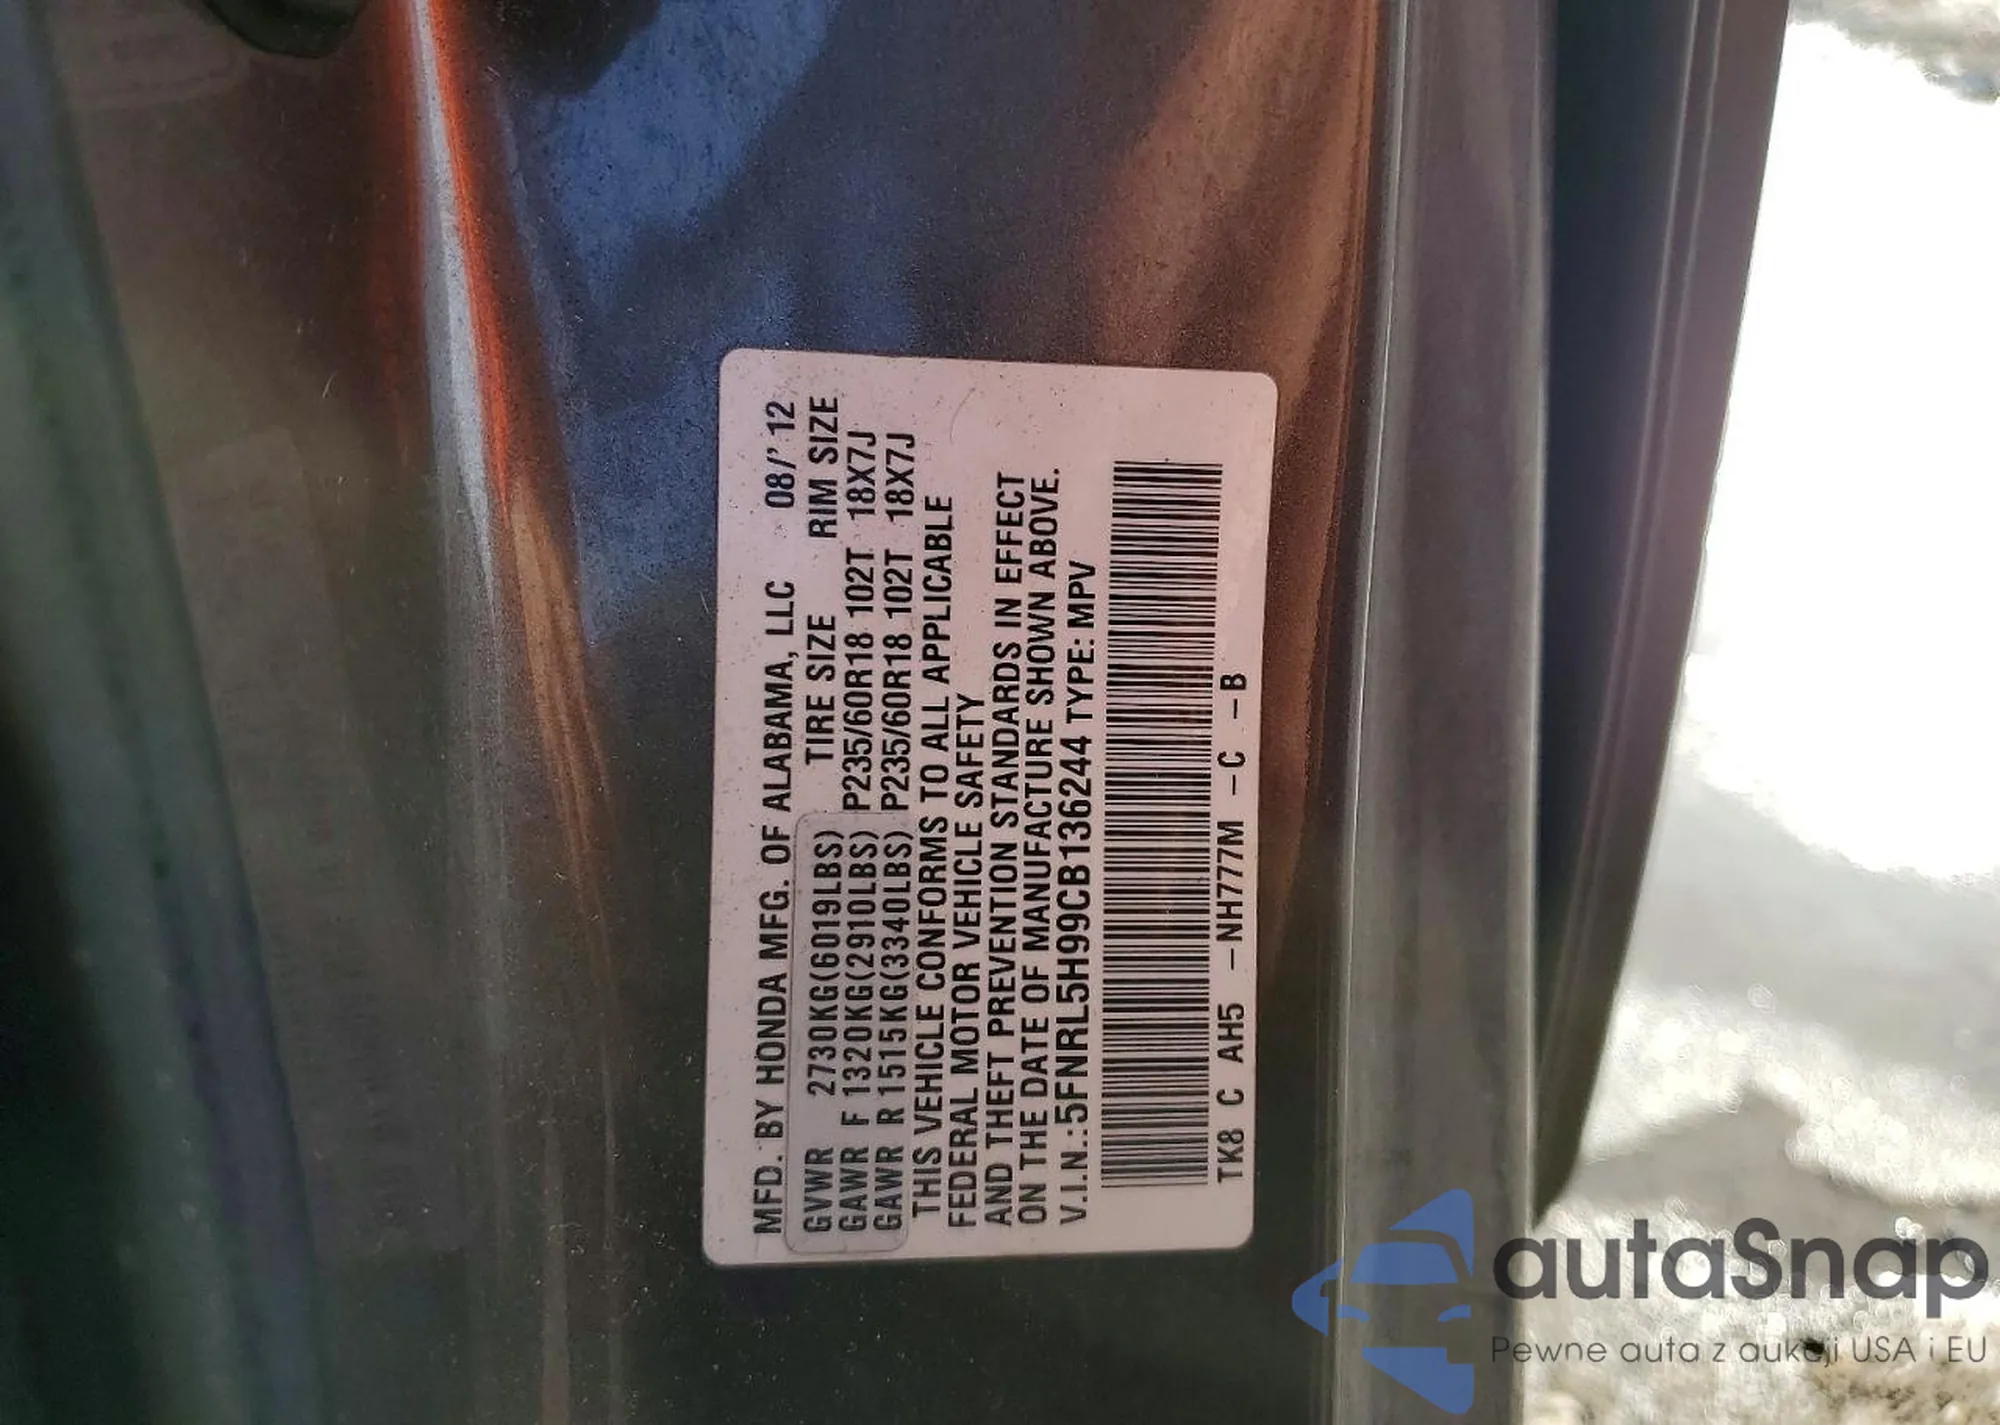 MFD. BY HONDA MFG. OF ALABAMA, LLC 08/'12
TIRE SIZE RIM SIZE
GVWR 2730KG(6019LBS)
GAWR F 1320KG(2910LBS) P235/60R18 102T 18X7J
GAWR R 1515KG(3340LBS) P235/60R18 102T 18X7J
THIS VEHICLE CONFORMS TO ALL APPLICABLE
FEDERAL MOTOR VEHICLE SAFETY
AND THEFT PREVENTION STANDARDS IN EFFECT
ON THE DATE OF MANUFACTURE SHOWN ABOVE.
V.I.N.:5FNRL5H99CB136244 TYPE: MPV
TK8 C AH5 -NH777M -C -B
autaSnap
Pewne auta z aukcji USA i EU